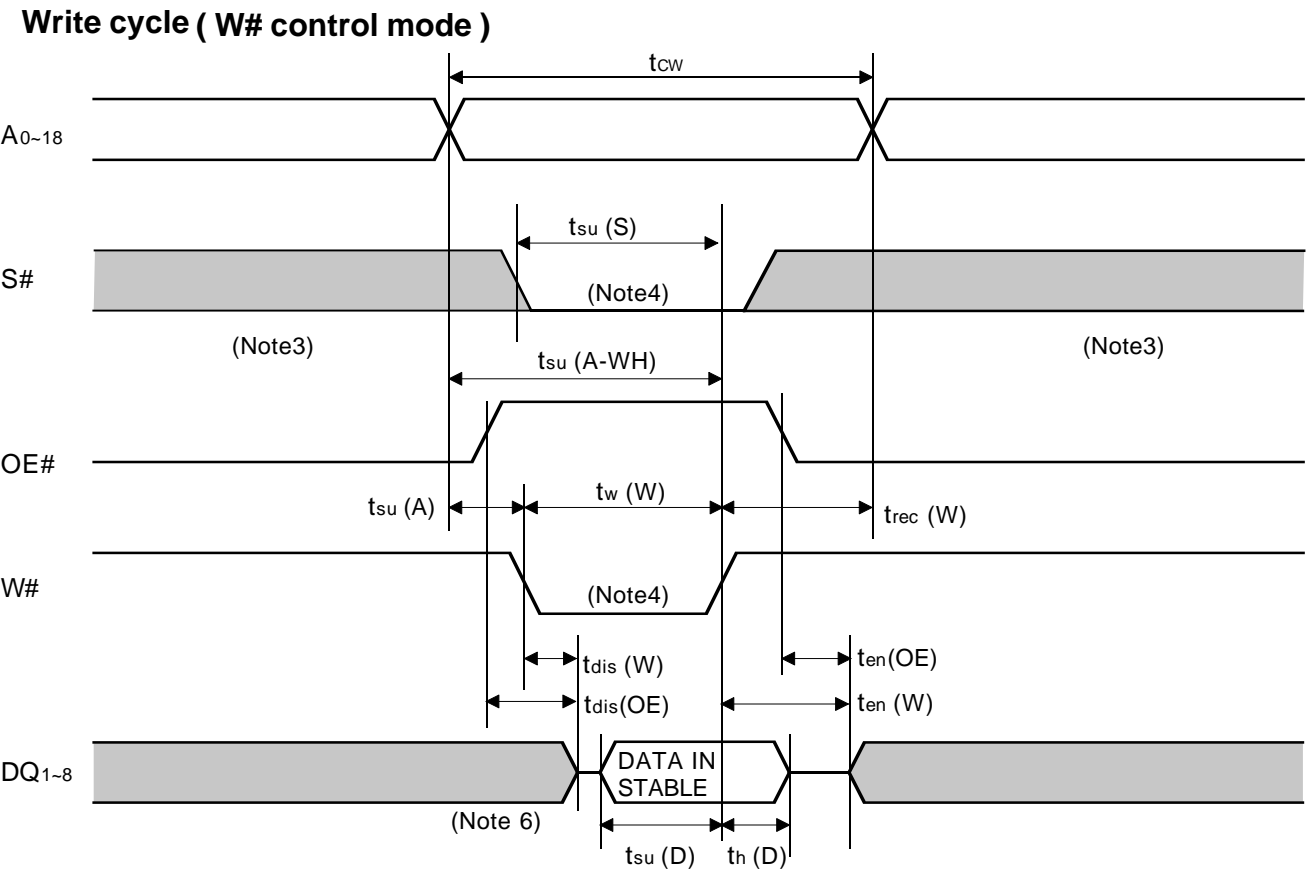 Write cycle ( W# control mode )
tCW
A0~18
tsu (S)
S#
(Note4)
(Note3)
(Note3)
tsu (A-WH)
OE#
tsu (A)
tw (W)
trec (W)
W#
(Note4)
tdis (W)
ten(OE)
tdis(OE)
ten (W)
DQ1~8
DATA IN
STABLE
(Note 6)
tsu (D)
th (D)